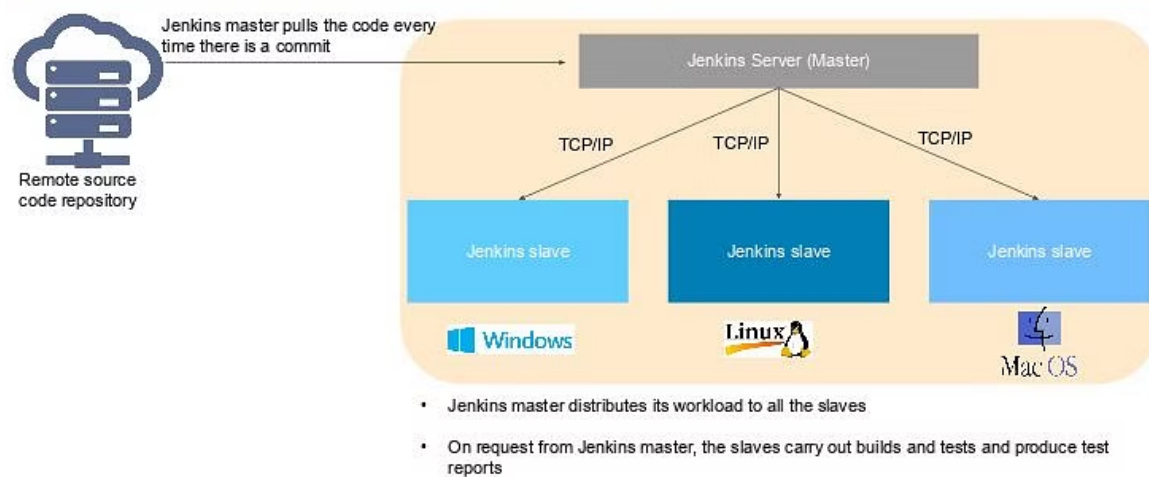 Jenkins master pulls the code every
time there is a commit
Jenkins Server (Master)
TCP/IP
TCP/IP
TCP/IP
Remote source
code repository
Jenkins slave
Jenkins slave
Jenkins slave
Windows
Linux
Mac OS
• Jenkins master distributes its workload to all the slaves
• On request from Jenkins master, the slaves carry out builds and tests and produce test
reports